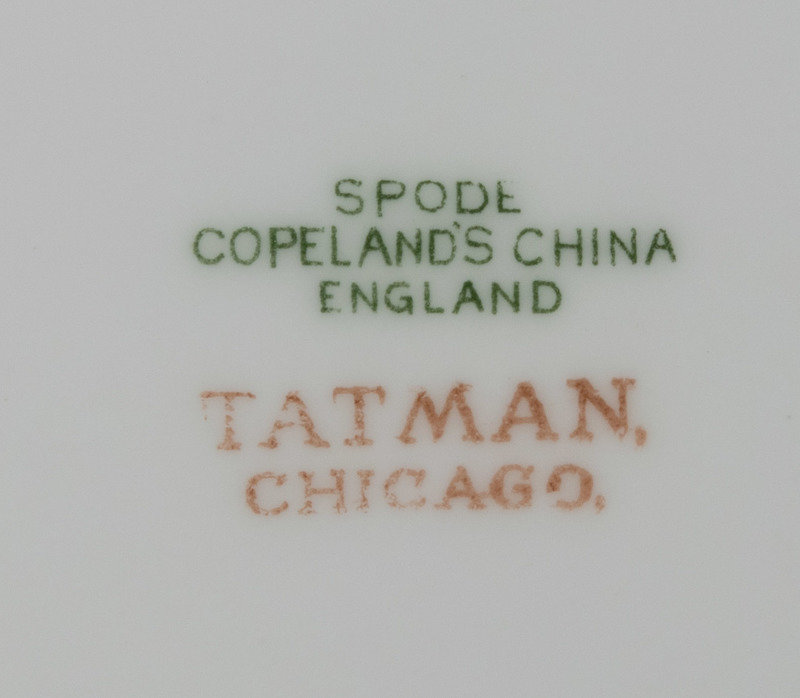 SPODE
COPELAND'S CHINA
ENGLAND
TATMAN,
CHICAGO,